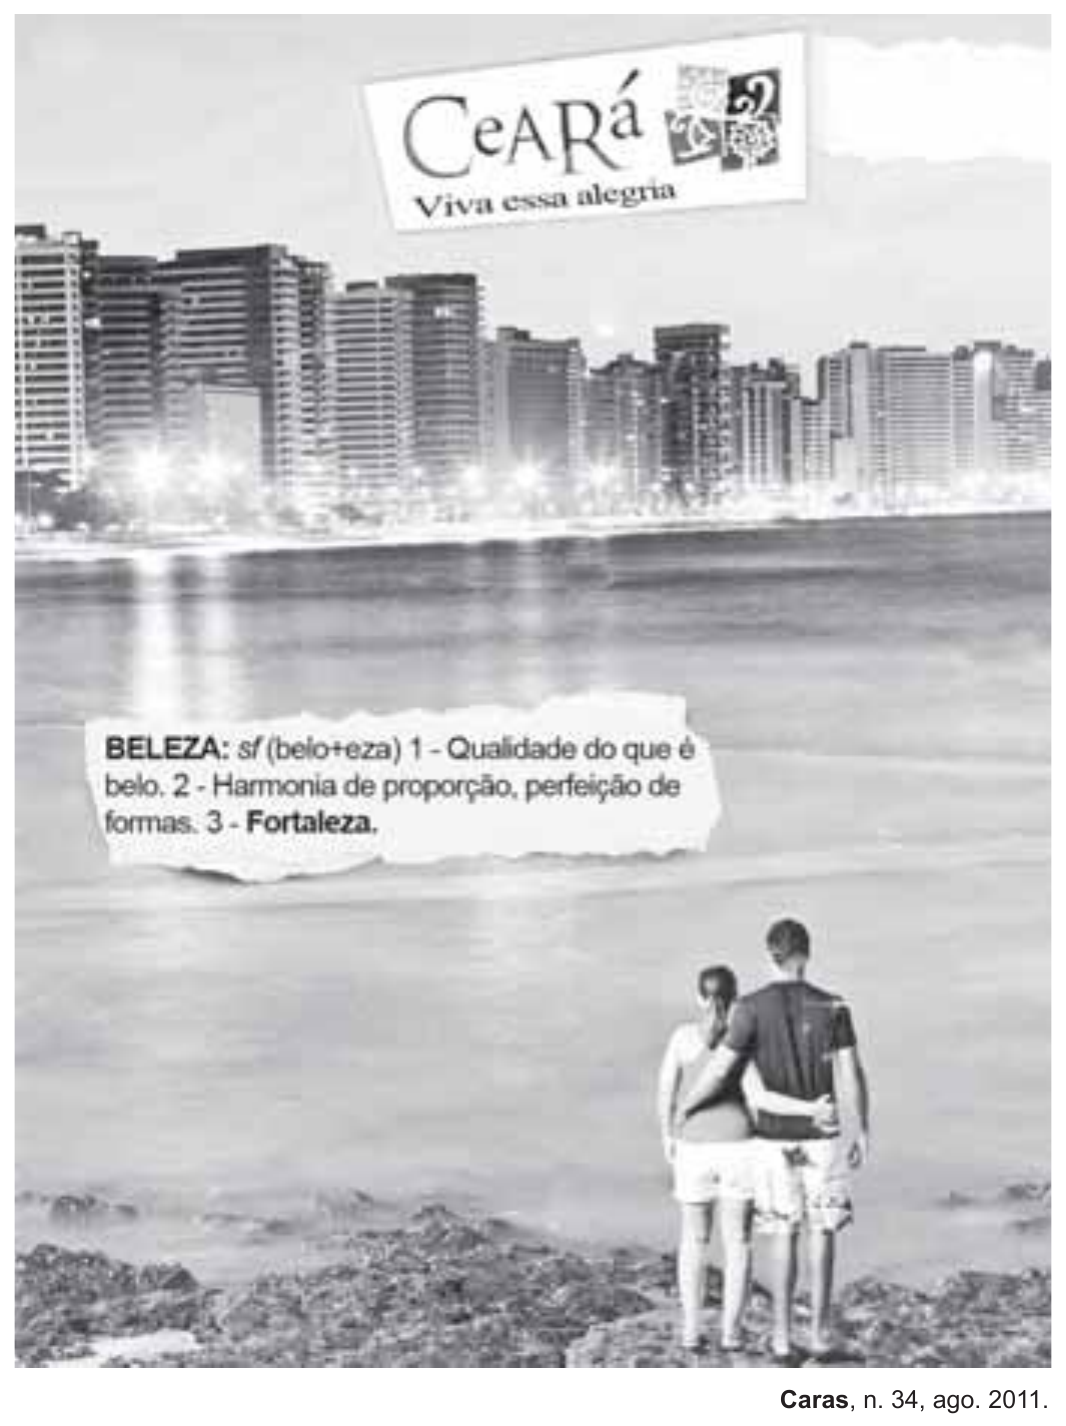 CeARá
Viva essa alegria
BELEZA: sf (belo+eza) 1 - Qualidade do que é
belo. 2 - Harmonia de proporção, perfeição de
formas. 3 - Fortaleza.
Caras, n. 34, ago. 2011.